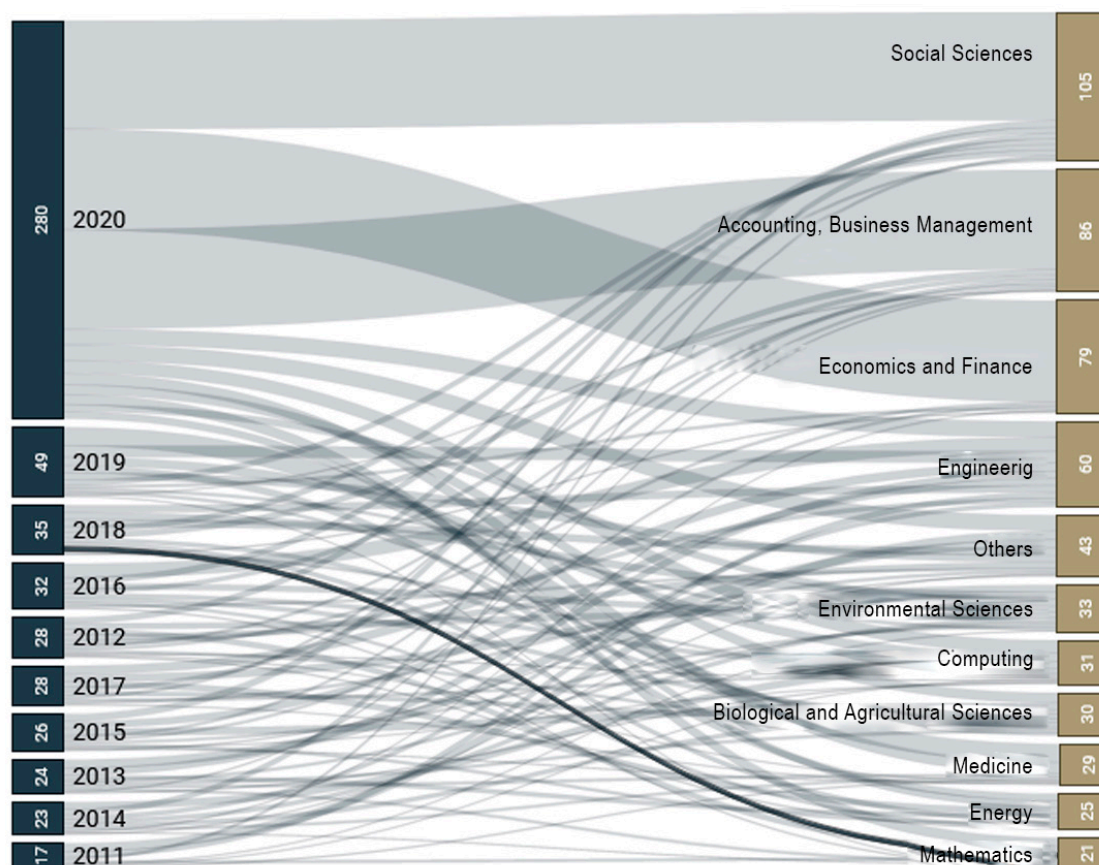 280
2020
49
2019
35
2018
32
2016
28
2012
28
2017
26
2015
24
2013
23
2014
17
2011
Social Sciences
105
Accounting, Business Management
86
Economics and Finance
79
Engineerig
60
Others
43
Environmental Sciences
33
Computing
31
Biological and Agricultural Sciences
30
Medicine
29
Energy
25
Mathematics
21